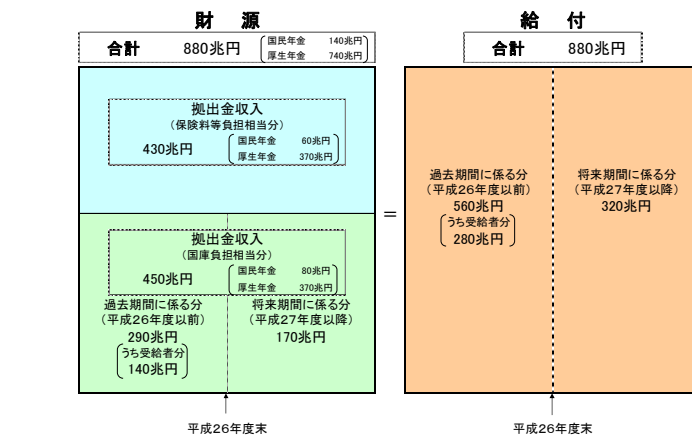 財　源
合計　880兆円
国民年金　140兆円
厚生年金　740兆円
拠出金収入
（保険料等負担相当分）
430兆円
国民年金　60兆円
厚生年金　370兆円
拠出金収入
（国庫負担相当分）
450兆円
国民年金　80兆円
厚生年金　370兆円
過去期間に係る分
（平成26年度以前）
290兆円
うち受給者分
140兆円
将来期間に係る分
（平成27年度以降）
170兆円
平成26年度末
＝
給　付
合計　880兆円
過去期間に係る分
（平成26年度以前）
560兆円
うち受給者分
280兆円
将来期間に係る分
（平成27年度以降）
320兆円
平成26年度末